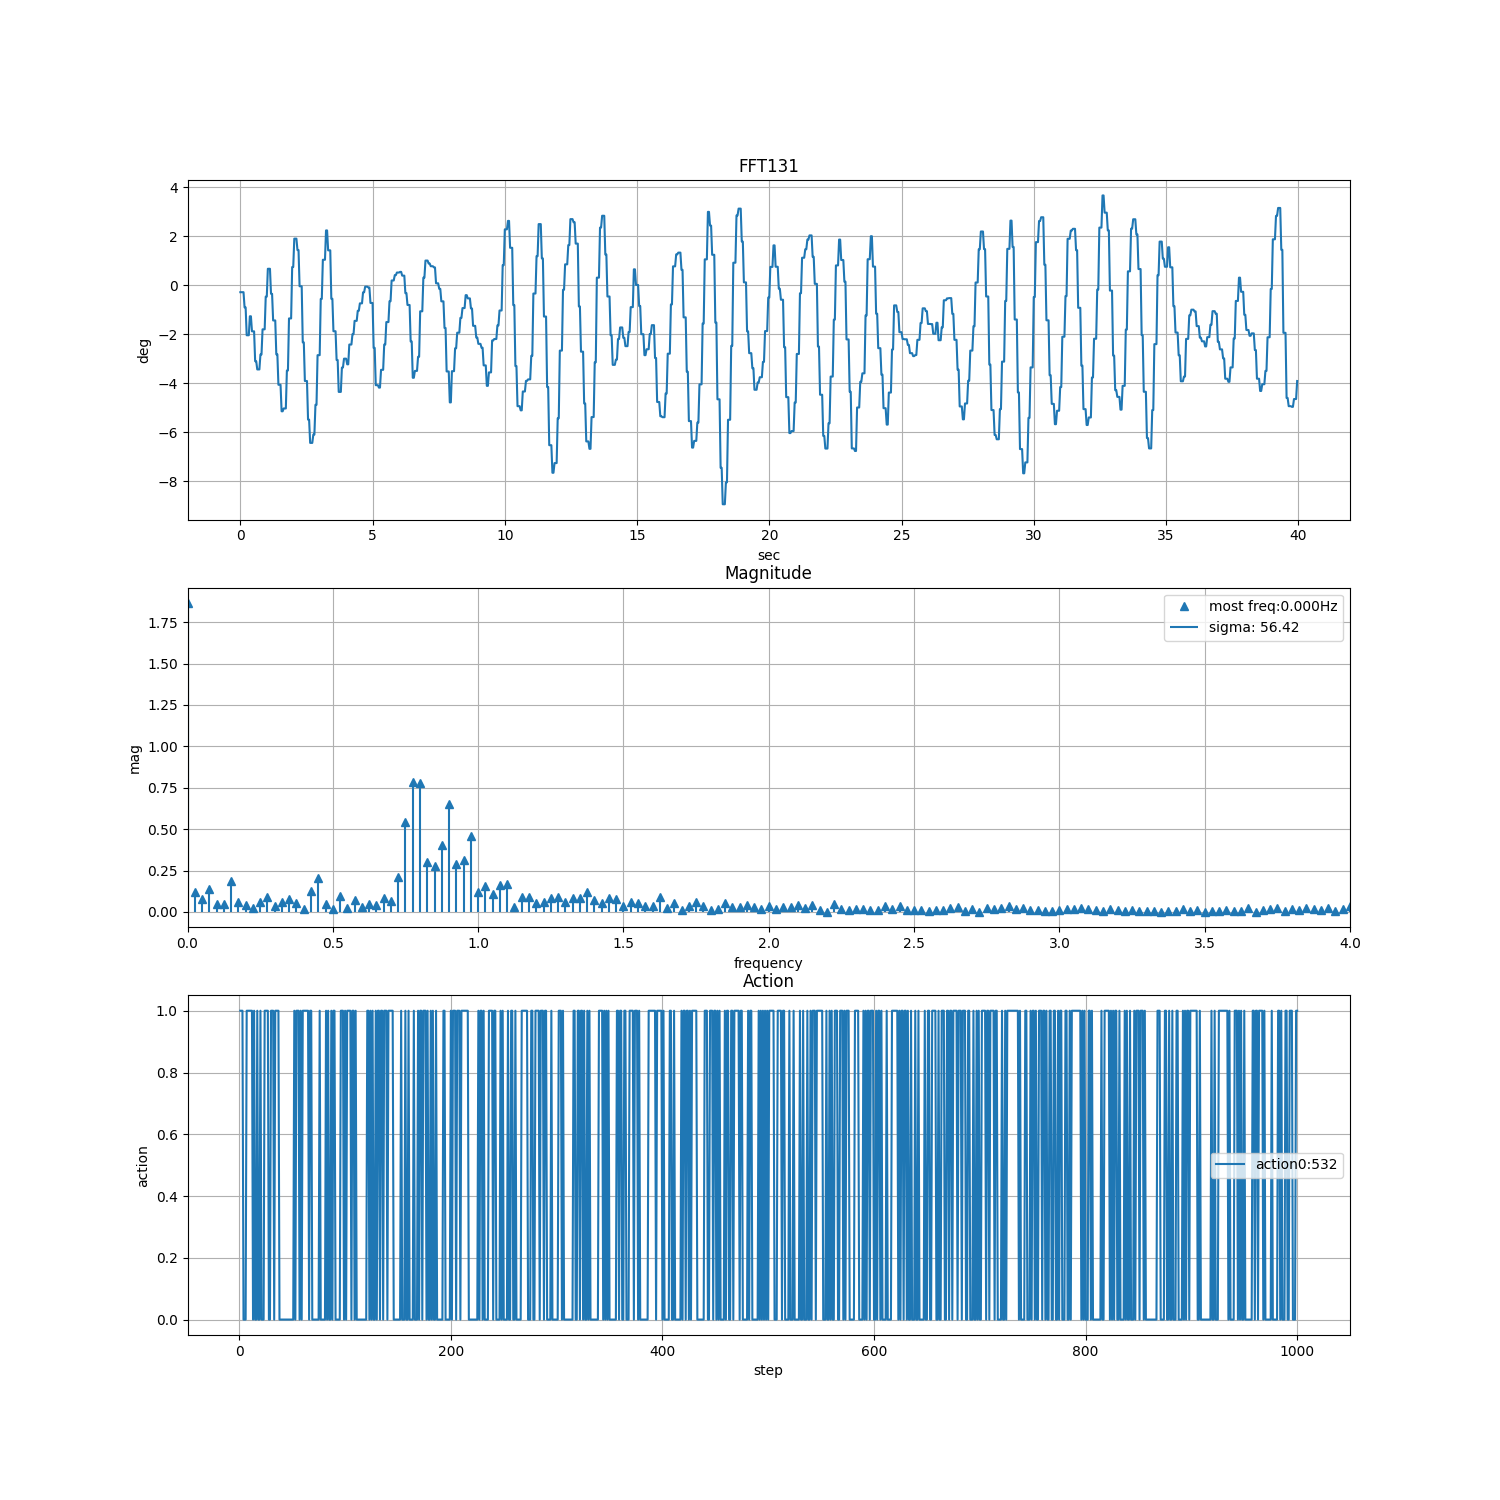 FFT131
4
2
0
−2
−4
−6
−8
deg
0 5 10 15 20 25 30 35 40
sec
Magnitude
most freq:0.000Hz
sigma: 56.42
1.75
1.50
1.25
1.00
0.75
0.50
0.25
0.00
mag
0.0 0.5 1.0 1.5 2.0 2.5 3.0 3.5 4.0
frequency
Action
1.0
0.8
0.6
0.4
0.2
0.0
action
action0:532
0 200 400 600 800 1000
step